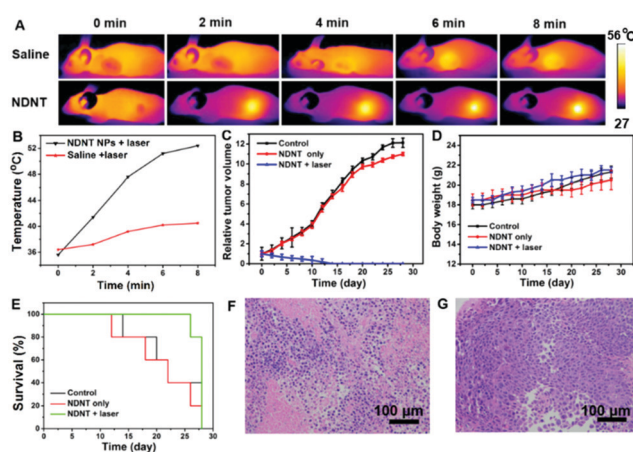 0 min 2 min 4 min 6 min 8 min
A
56 °C
Saline
NDNT
27
B
NDNT NPs + laser
Saline +laser
Temperature (°C)
52
48
44
40
36
0 2 4 6 8
Time (min)
C
Control
NDNT only
NDNT + laser
Relative tumor volume
12
10
8
6
4
2
0
0 5 10 15 20 25 30
Time (day)
D
Body weight (g)
24
22
20
18
16
14
12
Control
NDNT only
NDNT + laser
0 5 10 15 20 25 30
Time (day)
E
Survival (%)
100
80
60
40
20
0
Control
NDNT only
NDNT + laser
0 5 10 15 20 25 30
Time (day)
F
100 µm
G
100 µm